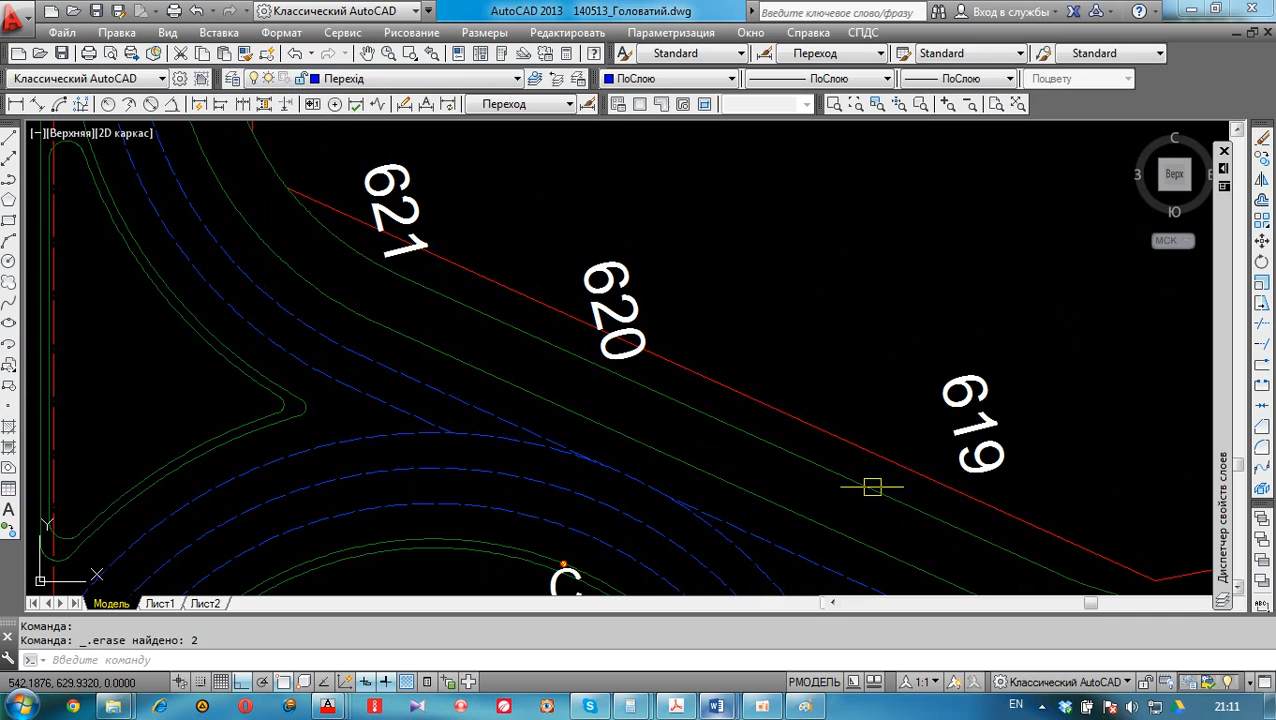 Классический AutoCAD
AutoCAD 2013 140513_Головатий.dwg
Введите ключевое слово/фразу
Вход в службы
Файл Правка Вид Вставка Формат Сервис Рисование Размеры Редактировать Параметризация Окно Справка СПДС
Standard Переход Standard Standard
Классический AutoCAD Перехід ПоСлою ПоСлою ПоСлою Поцвету
Переход
[−][Верхняя][2D каркас]
С
З Верх В
Ю
МСК
621
620
619
C
Y
X
Диспетчер свойств слоев
Модель Лист1 Лист2
Команда:
Команда: _.erase найдено: 2
Введите команду
542.1876, 629.9320, 0.0000
РМОДЕЛЬ 1:1 Классический AutoCAD
EN 21:11